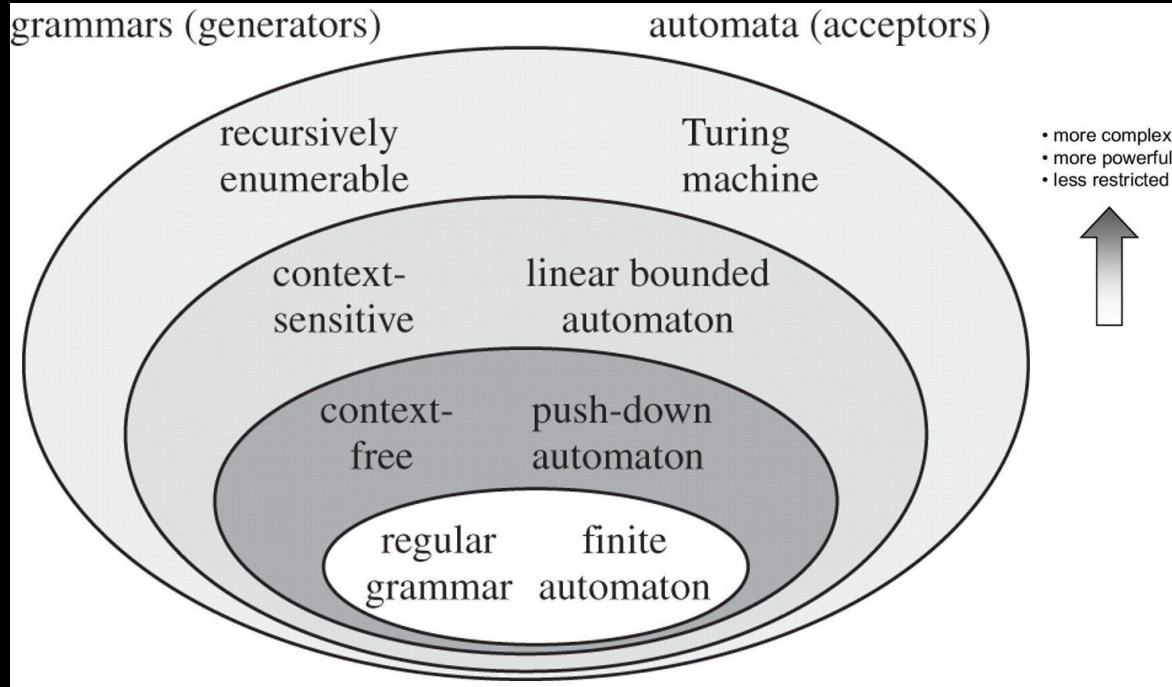 grammars (generators)
automata (acceptors)
recursively
enumerable
Turing
machine
• more complex
• more powerful
• less restricted
context-
sensitive
linear bounded
automaton
context-
free
push-down
automaton
regular
grammar
finite
automaton